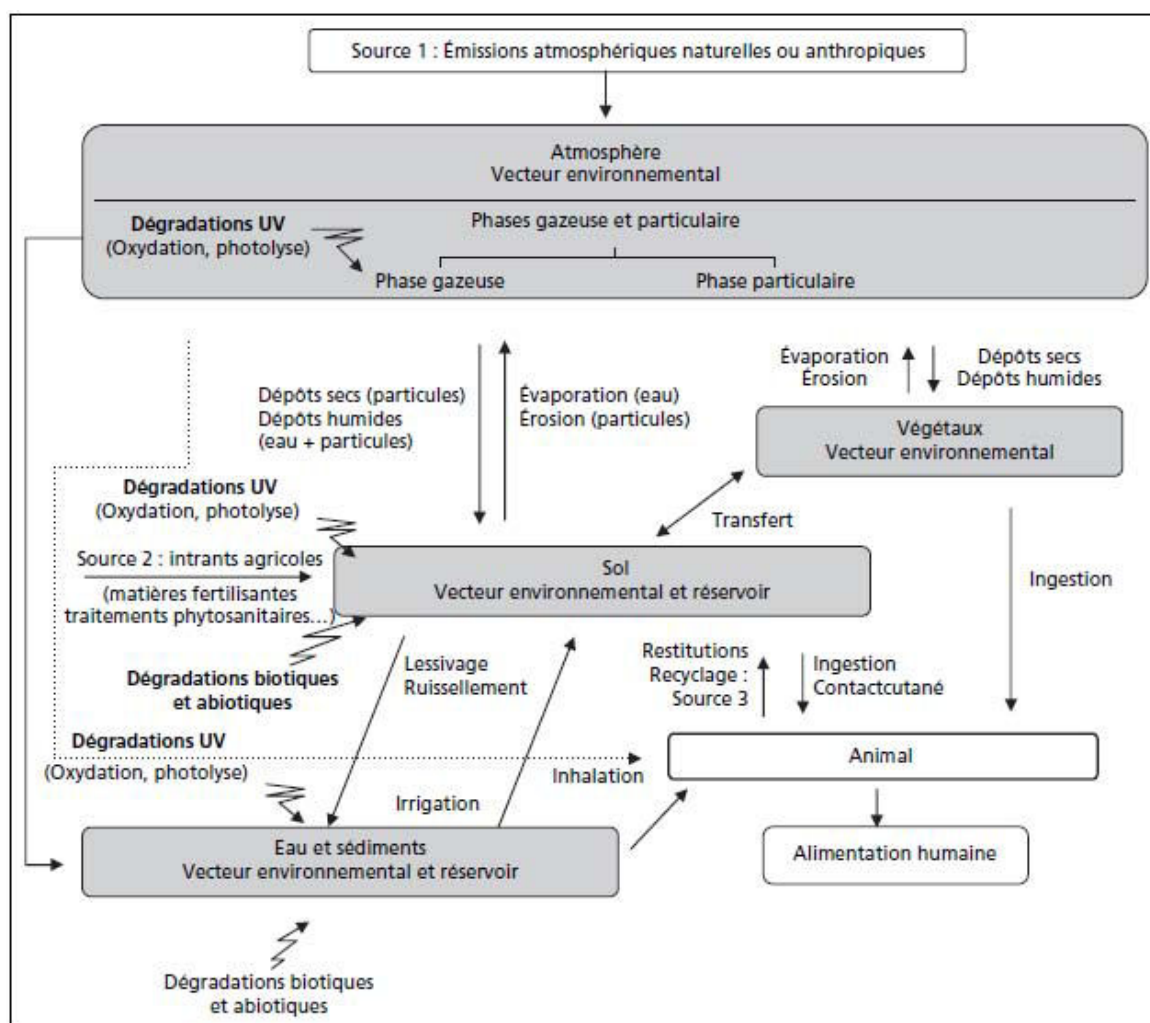 Source 1 : Émissions atmosphériques naturelles ou anthropiques
Atmosphère
Vecteur environnemental
Dégradations UV
(Oxydation, photolyse)
Phases gazeuse et particulaire
Phase gazeuse
Phase particulaire
Dépôts secs (particules)
Dépôts humides
(eau + particules)
Évaporation (eau)
Érosion (particules)
Évaporation
Érosion
Dépôts secs
Dépôts humides
Végétaux
Vecteur environnemental
Dégradations UV
(Oxydation, photolyse)
Transfert
Source 2 : intrants agricoles
(matières fertilisantes
traitements phytosanitaires...)
Sol
Vecteur environnemental et réservoir
Ingestion
Dégradations biotiques
et abiotiques
Lessivage
Ruissellement
Restitutions
Recyclage :
Source 3
Ingestion
Contactcutané
Dégradations UV
(Oxydation, photolyse)
Irrigation
Inhalation
Animal
Eau et sédiments
Vecteur environnemental et réservoir
Alimentation humaine
Dégradations biotiques
et abiotiques